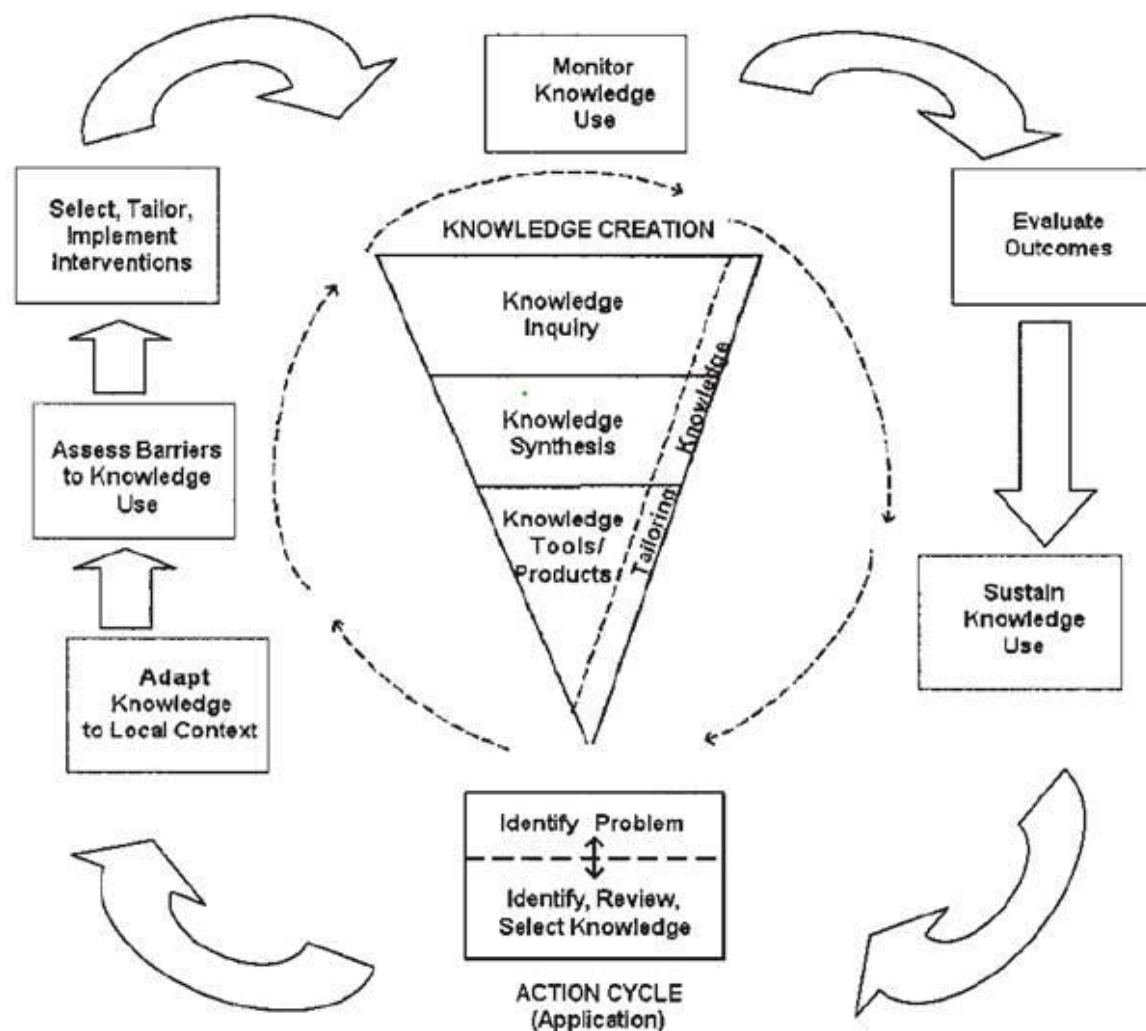 Monitor
Knowledge
Use
Select, Tailor,
Implement
Interventions
Evaluate
Outcomes
KNOWLEDGE CREATION
Knowledge
Inquiry
Knowledge
Synthesis
Knowledge
Tools/
Products
Tailoring Knowledge
Assess Barriers
to Knowledge
Use
Sustain
Knowledge
Use
Adapt
Knowledge
to Local Context
Identify Problem
Identify, Review,
Select Knowledge
ACTION CYCLE
(Application)